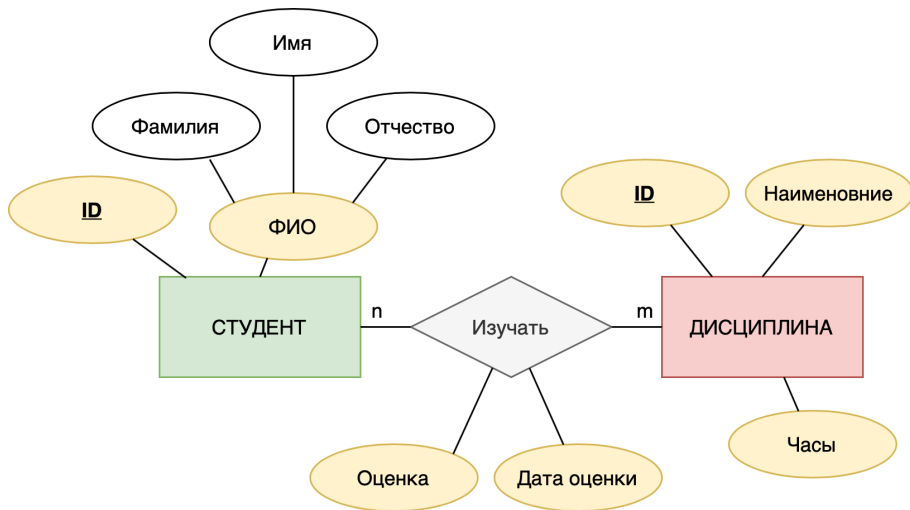 Имя
Фамилия
Отчество
ID
ФИО
ID
Наименовние
СТУДЕНТ
n
Изучать
m
ДИСЦИПЛИНА
Часы
Оценка
Дата оценки